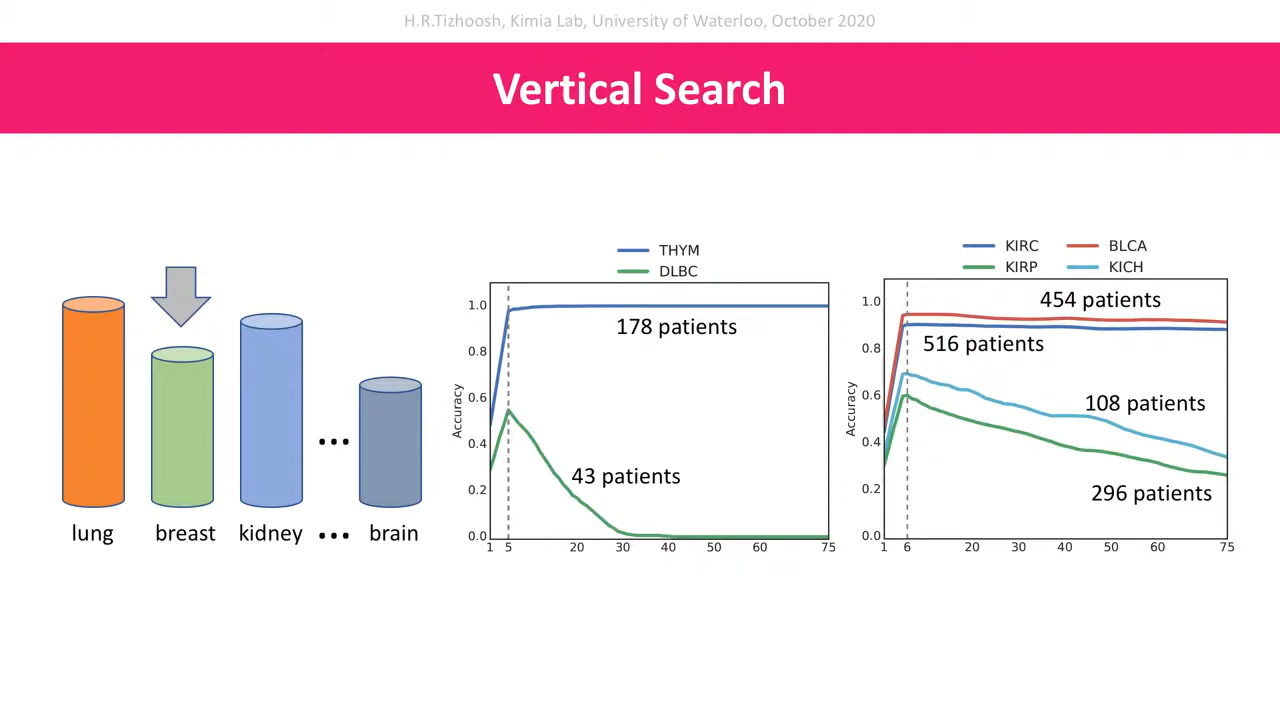 H.R.Tizhoosh, Kimia Lab, University of Waterloo, October 2020
Vertical Search
lung
breast
kidney
...
brain
THYM
DLBC
Accuracy
1.0
0.8
0.6
0.4
0.2
0.0
178 patients
43 patients
1 5 20 30 40 50 60 75
KIRC BLCA
KIRP KICH
Accuracy
1.0
0.8
0.6
0.4
0.2
0.0
454 patients
516 patients
108 patients
296 patients
1 6 20 30 40 50 60 75